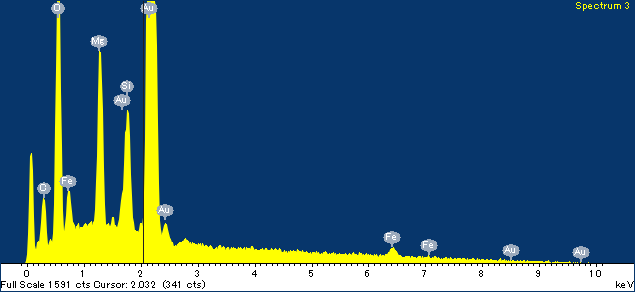 Spectrum 3
O Au
Mg
Si
Au
Fe
Au
Fe
Fe
Au
Au
0 1 2 3 4 5 6 7 8 9 10
Full Scale 1591 cts Cursor: 2.032 (341 cts) keV